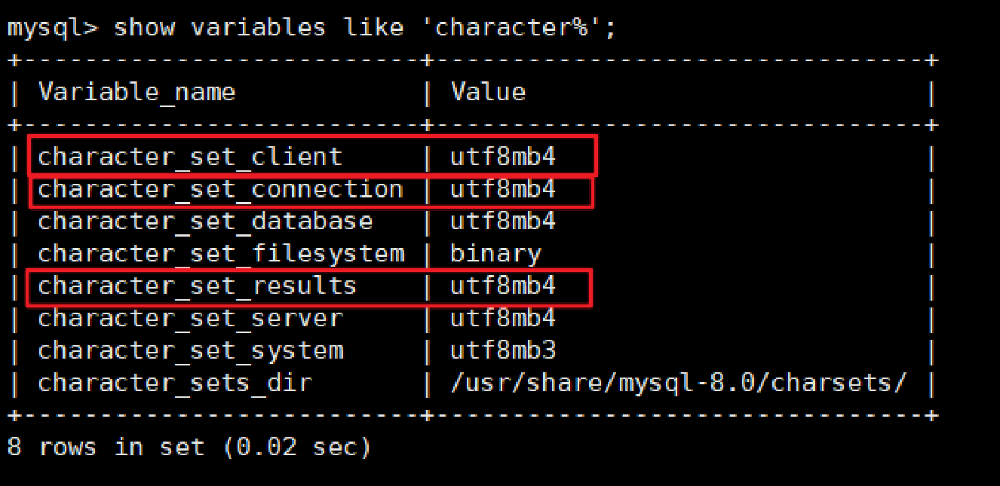 mysql> show variables like 'character%';
+--------------------------+--------------------------------+
| Variable_name            | Value                          |
+--------------------------+--------------------------------+
| character_set_client     | utf8mb4                        |
| character_set_connection | utf8mb4                        |
| character_set_database   | utf8mb4                        |
| character_set_filesystem | binary                         |
| character_set_results    | utf8mb4                        |
| character_set_server     | utf8mb4                        |
| character_set_system     | utf8mb3                        |
| character_sets_dir       | /usr/share/mysql-8.0/charsets/ |
+--------------------------+--------------------------------+
8 rows in set (0.02 sec)